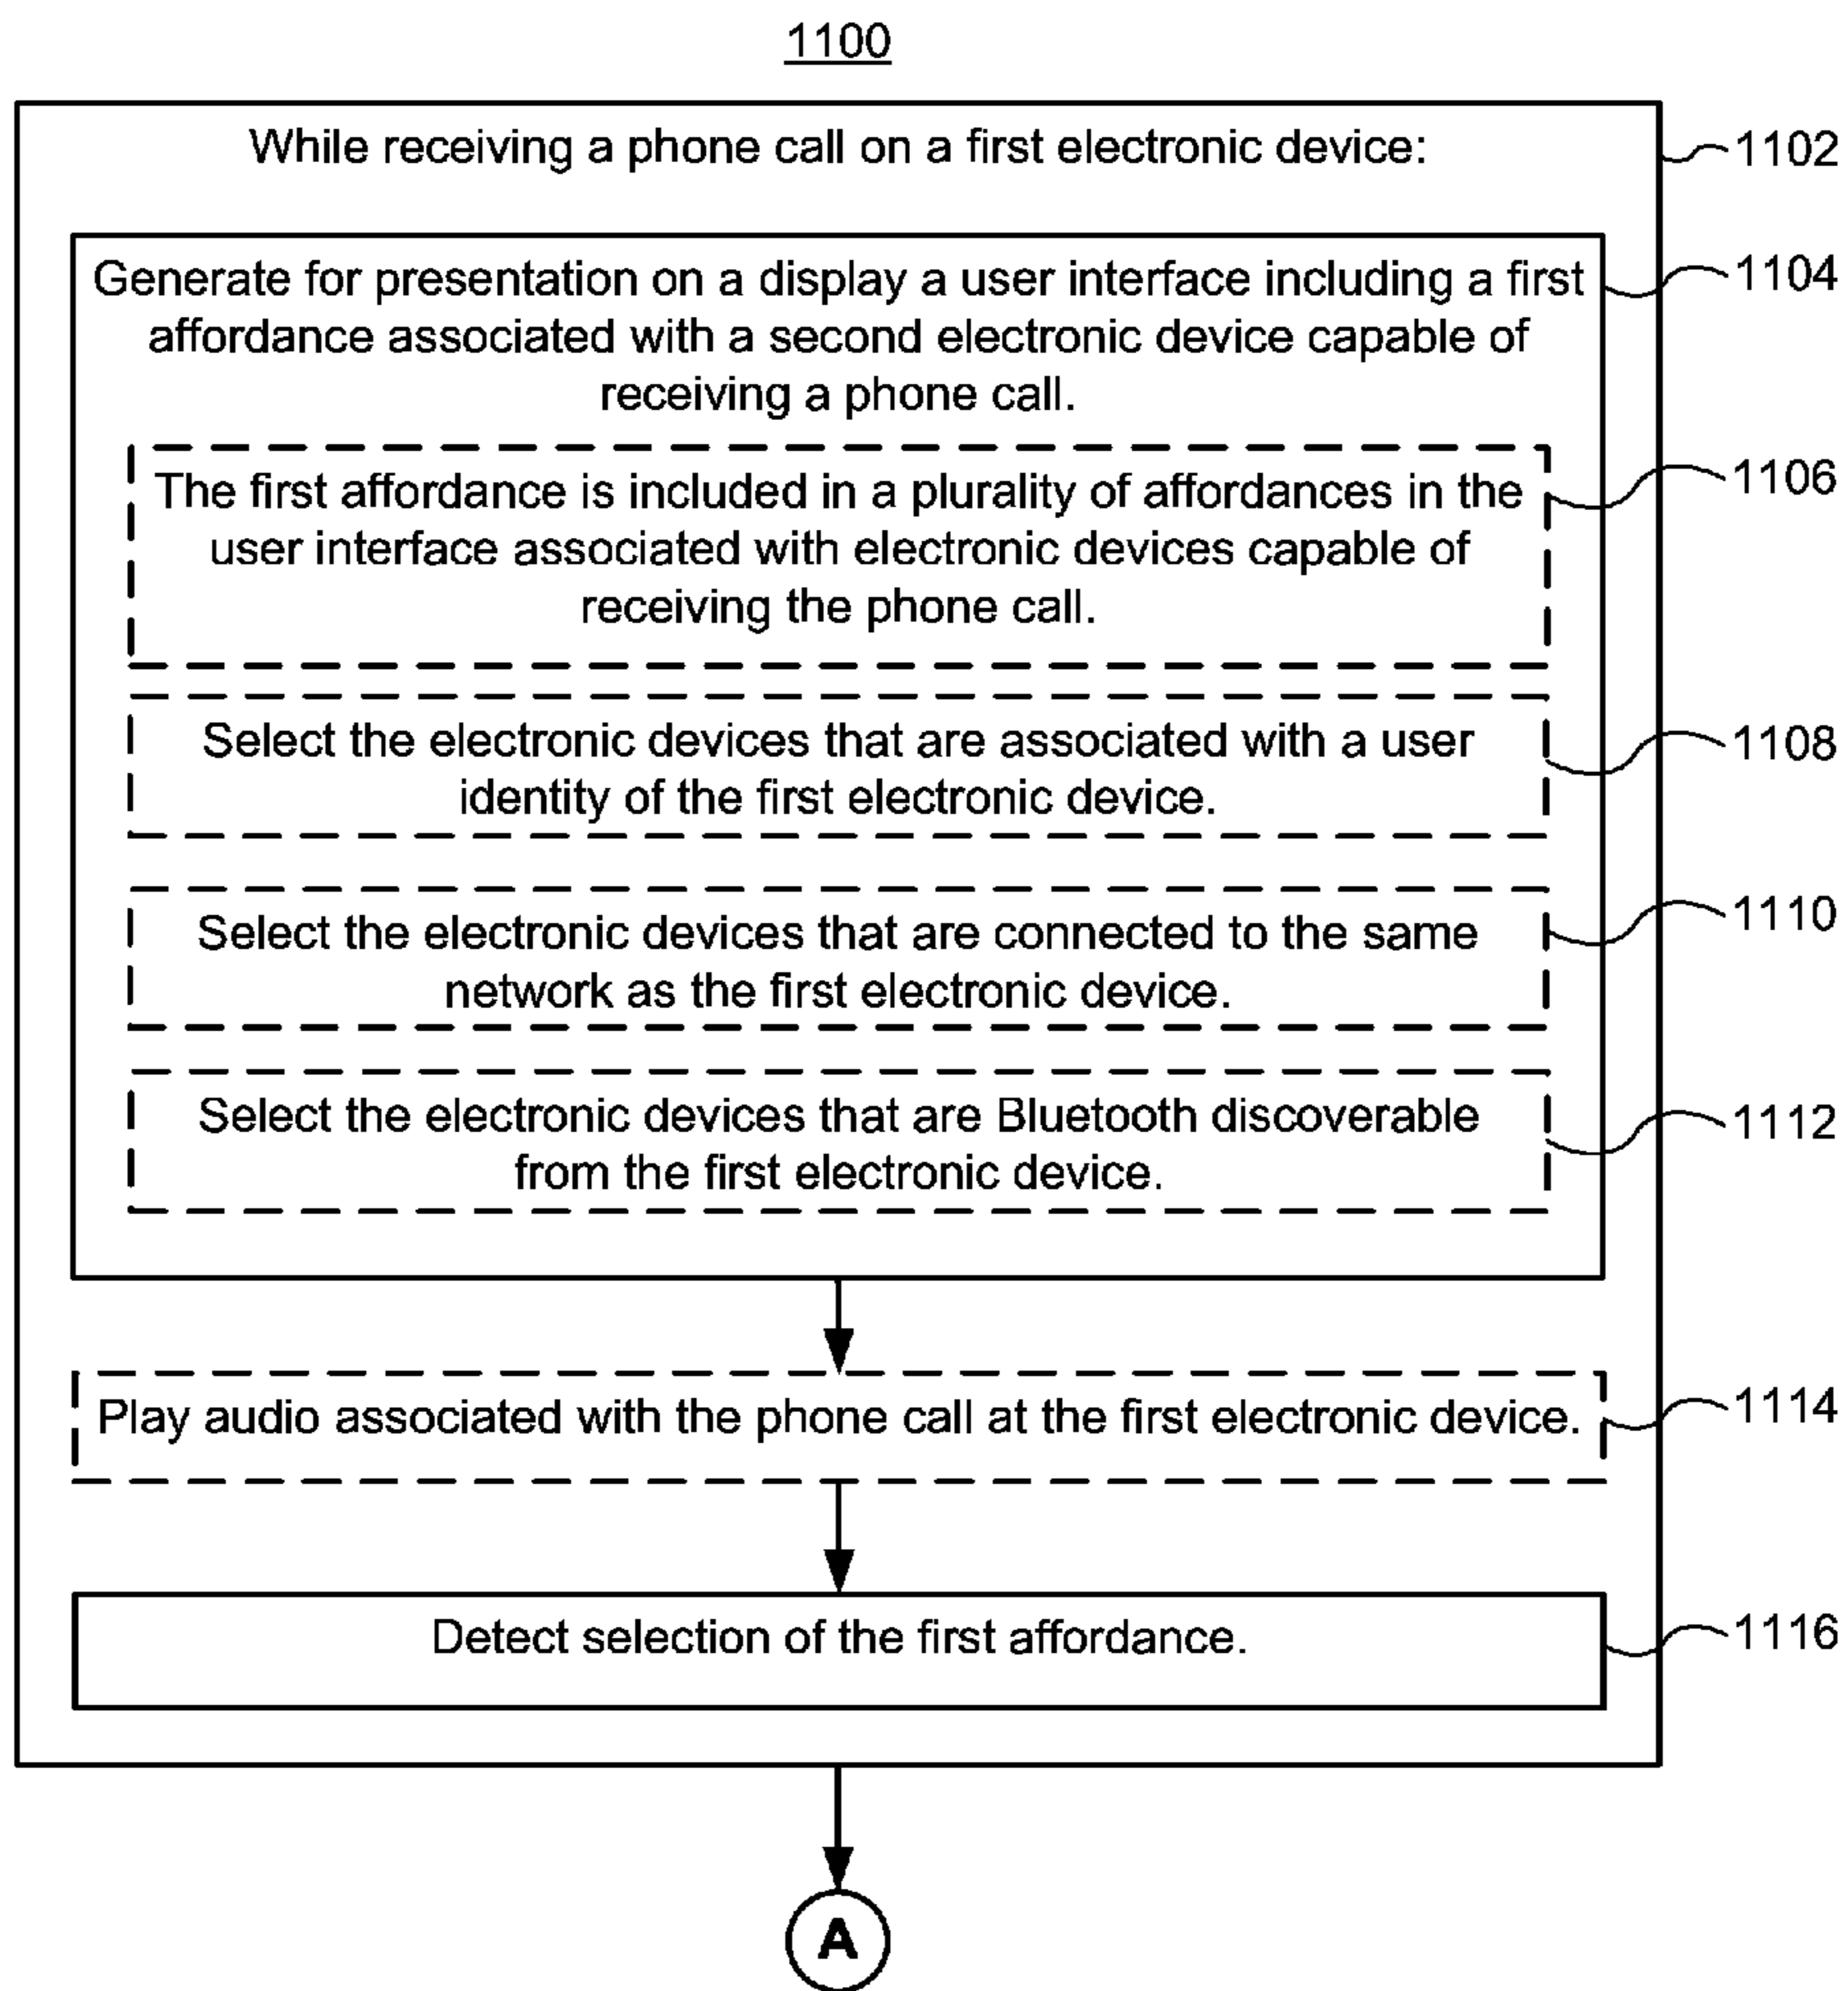 1100
While receiving a phone call on a first electronic device:
1102
Generate for presentation on a display a user interface including a first
affordance associated with a second electronic device capable of
receiving a phone call.
1104
The first affordance is included in a plurality of affordances in the
user interface associated with electronic devices capable of
receiving the phone call.
1106
Select the electronic devices that are associated with a user
identity of the first electronic device.
1108
Select the electronic devices that are connected to the same
network as the first electronic device.
1110
Select the electronic devices that are Bluetooth discoverable
from the first electronic device.
1112
Play audio associated with the phone call at the first electronic device.
1114
Detect selection of the first affordance.
1116
A